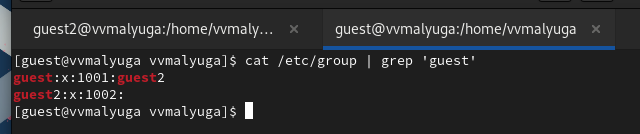 guest2@vvmalyuga:/home/vvmaly...
guest@vvmalyuga:/home/vvmalyuga
[guest@vvmalyuga vvmalyuga]$ cat /etc/group | grep 'guest'
guest:x:1001:guest2
guest2:x:1002:
[guest@vvmalyuga vvmalyuga]$